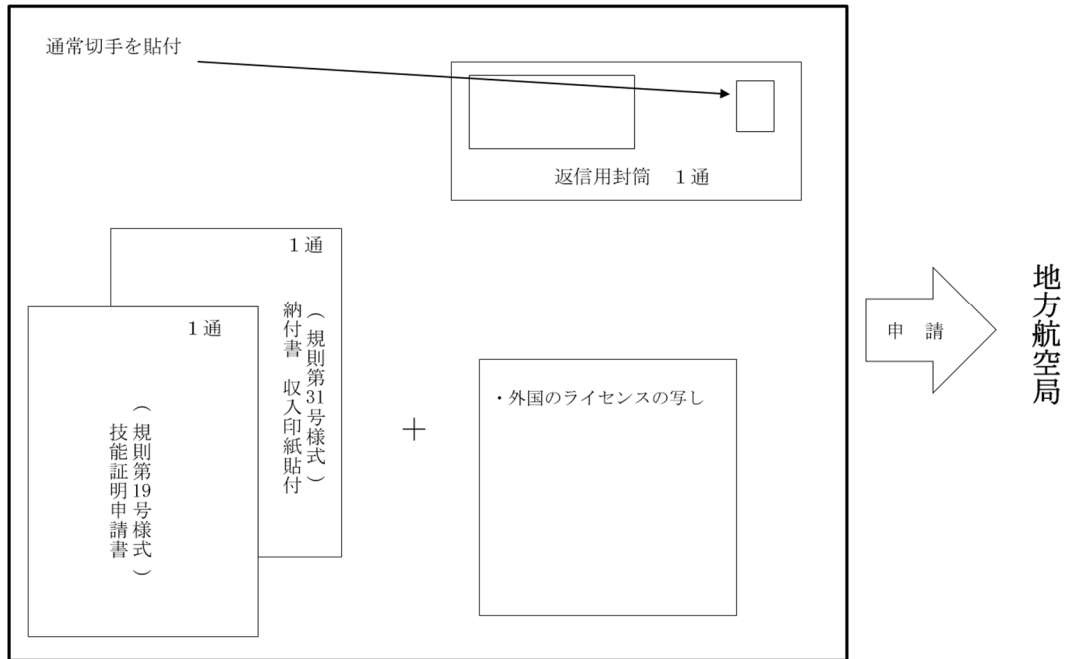 通常切手を貼付
返信用封筒　１通
１通
（規則第31号様式）
納付書　収入印紙貼付
１通
（規則第19号様式）
技能証明申請書
＋
・外国のライセンスの写し
申　請
地方航空局